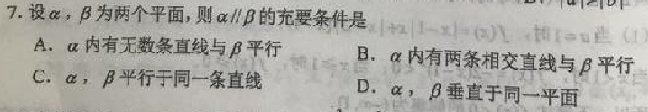 7. 设α，β为两个平面，则α//β的充要条件是
A．α内有无数条直线与β平行
B．α内有两条相交直线与β平行
C．α，β平行于同一条直线
D．α，β垂直于同一平面